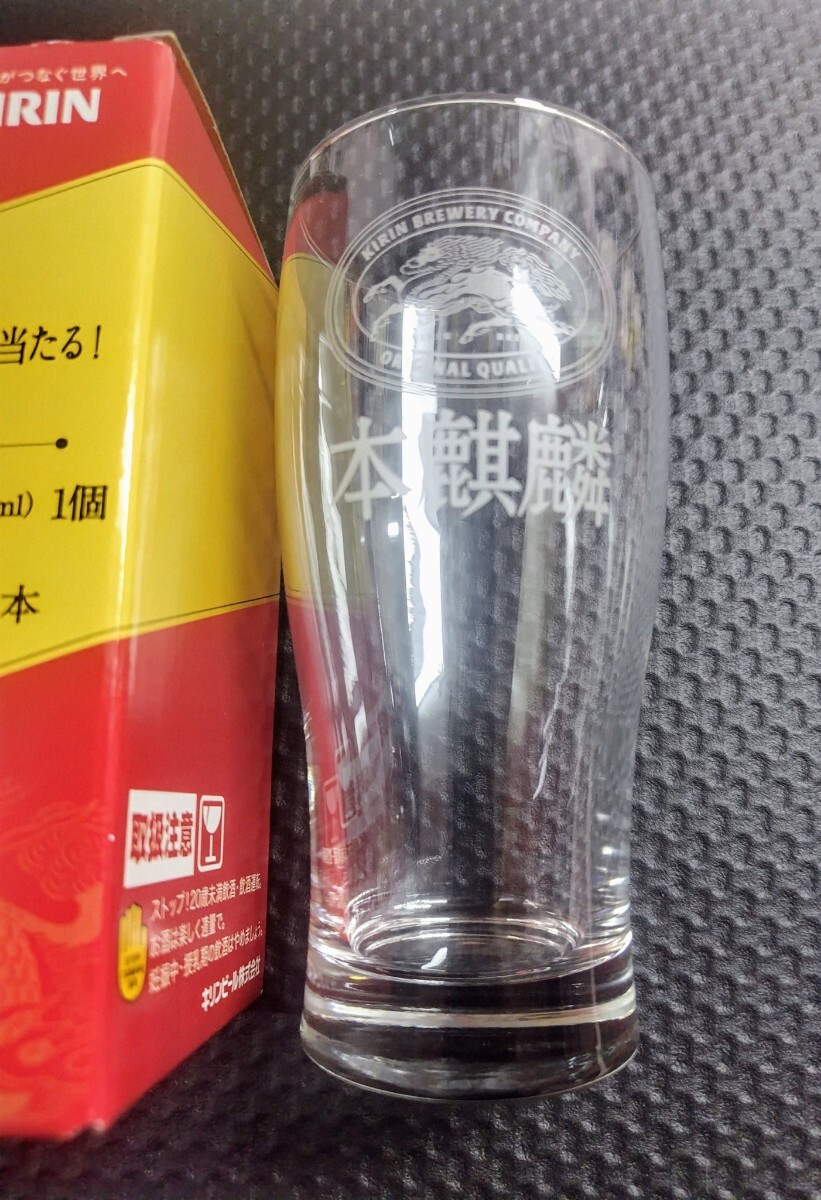 がつなぐ世界へ
IRIN
当たる!
ml) 1個
本
取扱注意
ストップ!20歳未満飲酒・飲酒運転。
お酒は楽しく適量で。
妊娠中・授乳期の飲酒はやめましょう。
キリンビール株式会社
KIRIN BREWERY COMPANY
ORIGINAL QUALITY
本麒麟